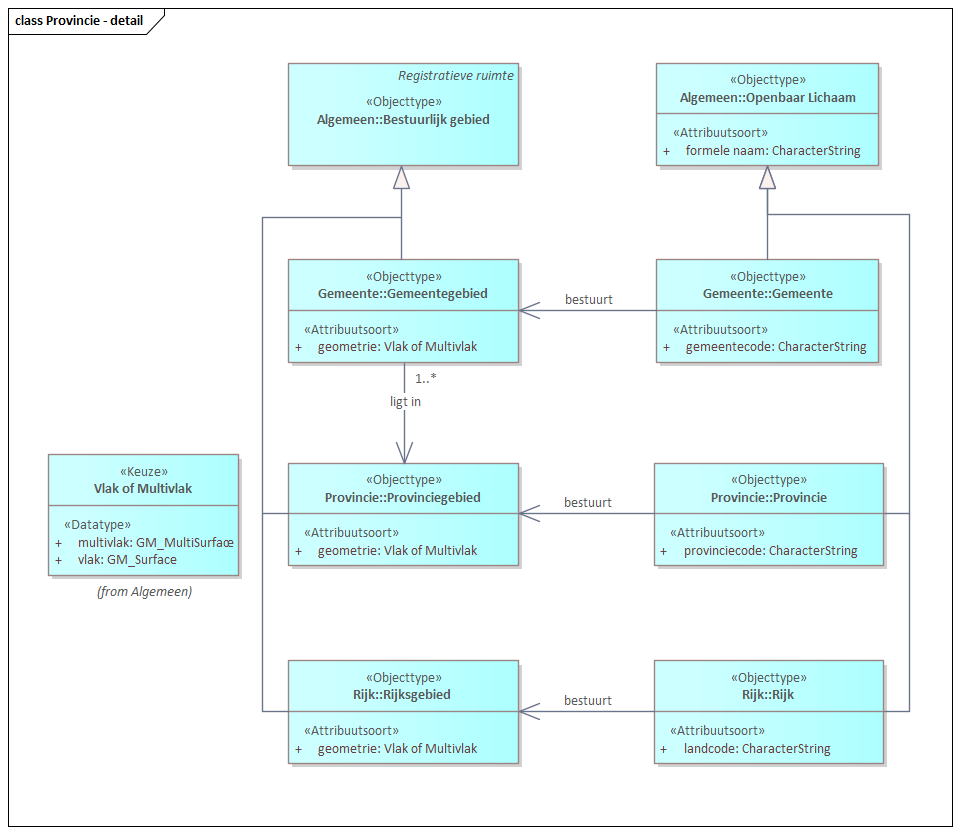 class Provincie - detail
Registratieve ruimte
«Objecttype»
Algemeen::Bestuurlijk gebied
«Objecttype»
Algemeen::Openbaar Lichaam
«Attribuutsoort»
+ formele naam: CharacterString
«Objecttype»
Gemeente::Gemeentegebied
«Attribuutsoort»
+ geometrie: Vlak of Multivlak
bestuurt
«Objecttype»
Gemeente::Gemeente
«Attribuutsoort»
+ gemeentecode: CharacterString
1..*
ligt in
«Keuze»
Vlak of Multivlak
«Datatype»
+ multivlak: GM_MultiSurface
+ vlak: GM_Surface
(from Algemeen)
«Objecttype»
Provincie::Provinciegebied
«Attribuutsoort»
+ geometrie: Vlak of Multivlak
bestuurt
«Objecttype»
Provincie::Provincie
«Attribuutsoort»
+ provinciecode: CharacterString
«Objecttype»
Rijk::Rijksgebied
«Attribuutsoort»
+ geometrie: Vlak of Multivlak
bestuurt
«Objecttype»
Rijk::Rijk
«Attribuutsoort»
+ landcode: CharacterString